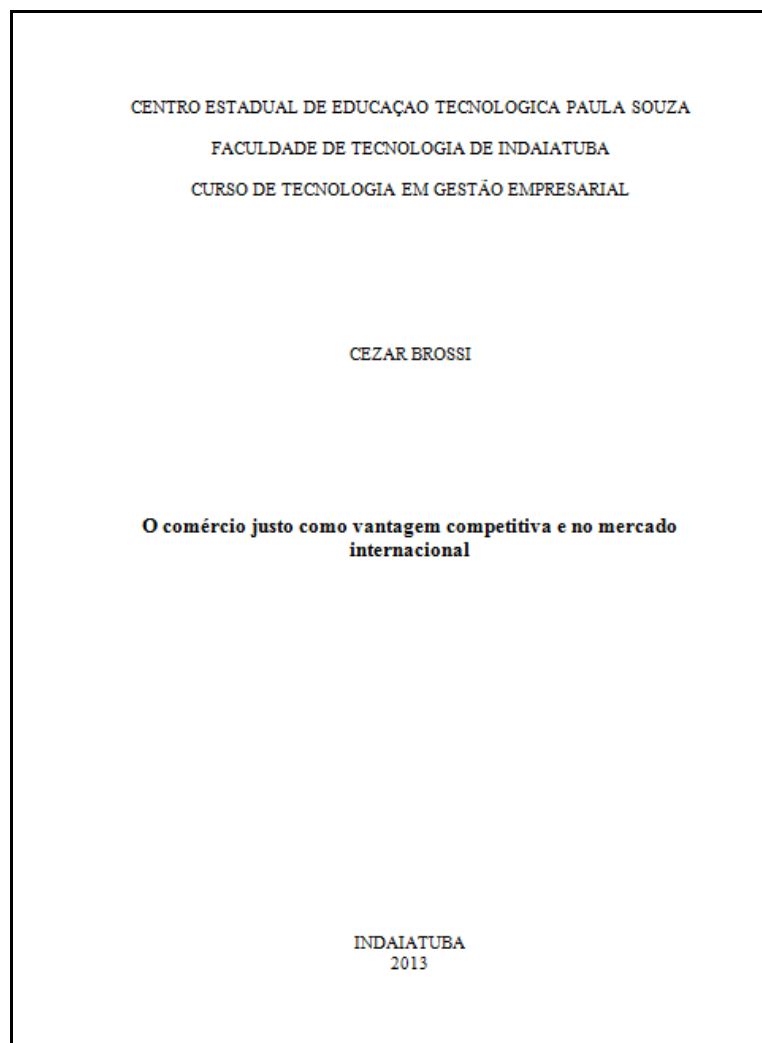 CENTRO ESTADUAL DE EDUCAÇAO TECNOLOGICA PAULA SOUZA
FACULDADE DE TECNOLOGIA DE INDAIATUBA
CURSO DE TECNOLOGIA EM GESTÃO EMPRESARIAL
CEZAR BROSSI
O comércio justo como vantagem competitiva e no mercado
internacional
INDAIATUBA
2013